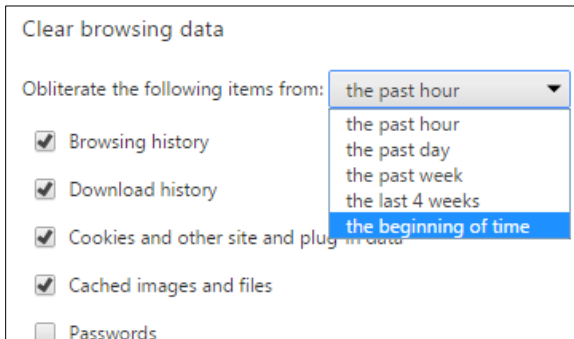 Clear browsing data
Obliterate the following items from: the past hour
the past hour
the past day
the past week
the last 4 weeks
the beginning of time
Browsing history
Download history
Cookies and other site and plug-in data
Cached images and files
Passwords